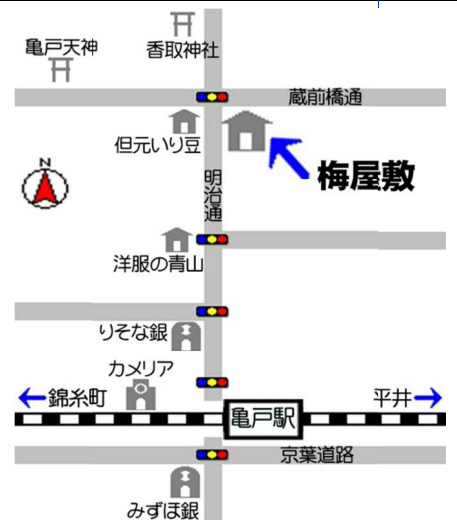 香取神社
亀戸天神
蔵前橋通
但元いり豆
梅屋敷
N
明治通
洋服の青山
りそな銀
カメリア
←錦糸町
平井→
亀戸駅
京葉道路
みずほ銀